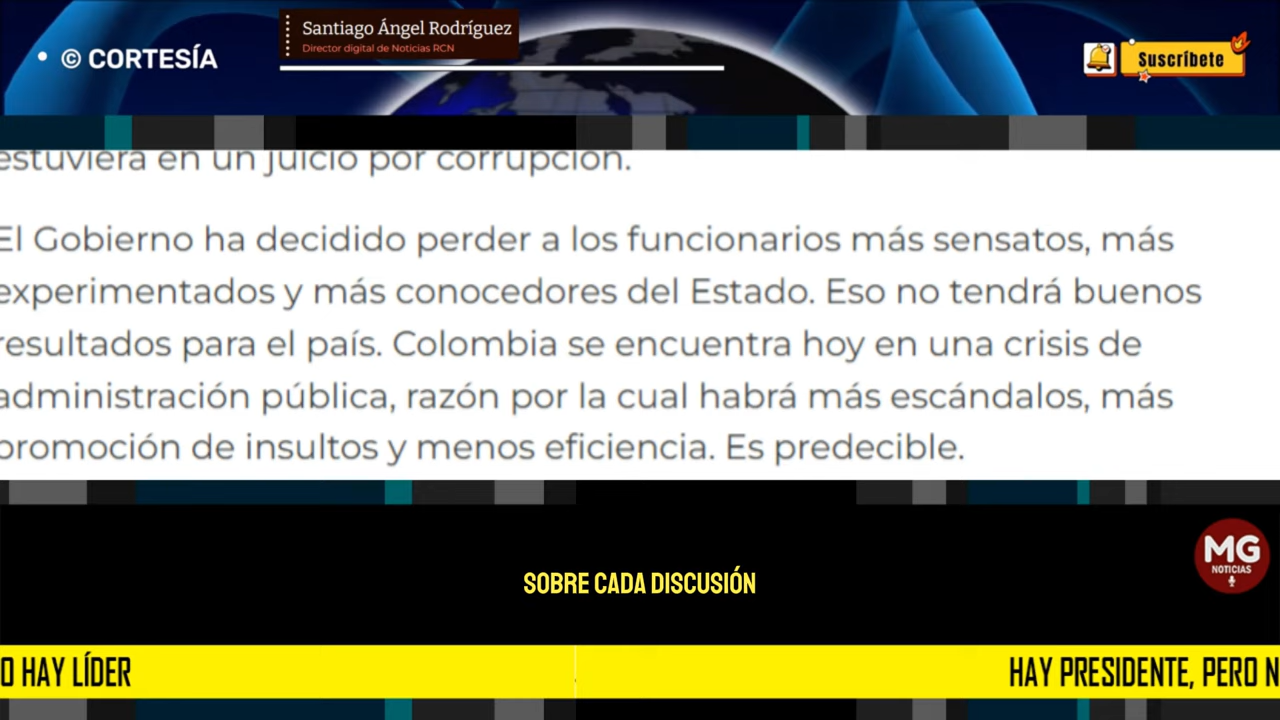 © CORTESÍA
Santiago Ángel Rodríguez
Director digital de Noticias RCN
Suscríbete
estuviera en un juicio por corrupción.
El Gobierno ha decidido perder a los funcionarios más sensatos, más
experimentados y más conocedores del Estado. Eso no tendrá buenos
resultados para el país. Colombia se encuentra hoy en una crisis de
administración pública, razón por la cual habrá más escándalos, más
promoción de insultos y menos eficiencia. Es predecible.
MG
NOTICIAS
SOBRE CADA DISCUSIÓN
O HAY LÍDER
HAY PRESIDENTE, PERO N